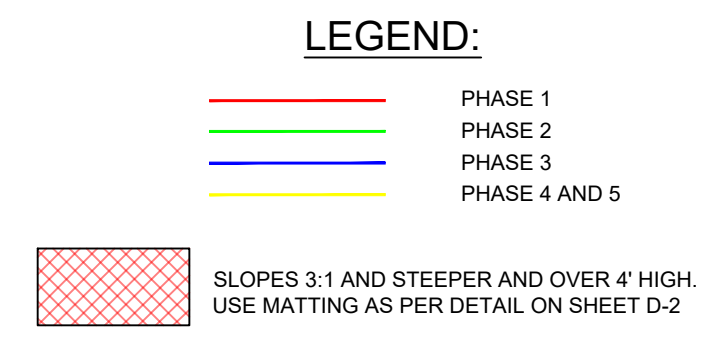 LEGEND:
PHASE 1
PHASE 2
PHASE 3
PHASE 4 AND 5
SLOPES 3:1 AND STEEPER AND OVER 4' HIGH.
USE MATTING AS PER DETAIL ON SHEET D-2